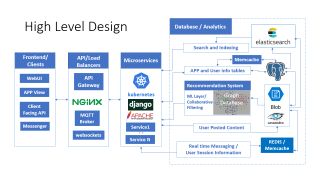 High Level Design
Frontend/
Clients
WebUI
APP View
Client
Facing API
Messenger
API/Load
Balancers
API
Gateway
NGINX
MQTT
Broker
websockets
Microservices
kubernetes
django
APACHE
Service1
Service N
Database / Analytics
elasticsearch
Search and Indexing
Memcache
APP and User info tables
Recommendation System
ML Layer/
Collaborative
Filtering
Graph
Database
Blob
cassandra
User Posted Content
Real time Messaging /
User Session Information
REDIS /
Memcache